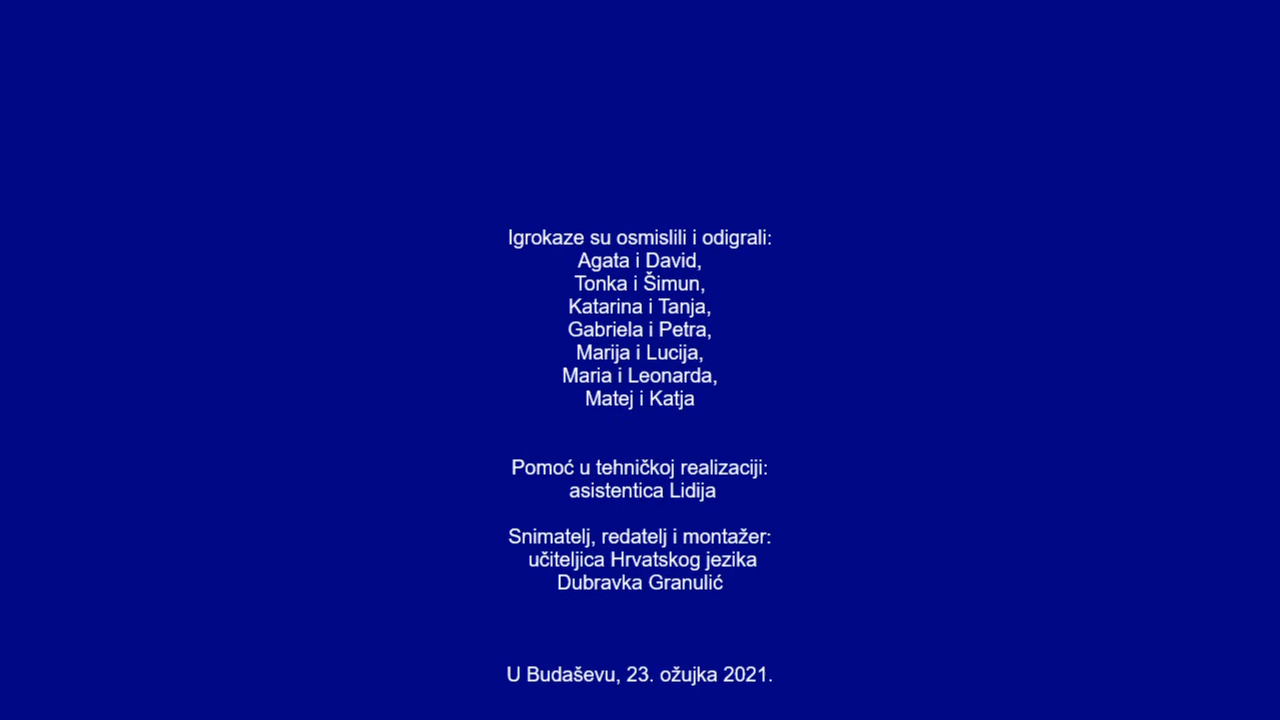 Igrokaze su osmislili i odigrali:
Agata i David,
Tonka i Šimun,
Katarina i Tanja,
Gabriela i Petra,
Marija i Lucija,
Maria i Leonarda,
Matej i Katja
Pomoć u tehničkoj realizaciji:
asistentica Lidija
Snimatelj, redatelj i montažer:
učiteljica Hrvatskog jezika
Dubravka Granulić
U Budaševu, 23. ožujka 2021.